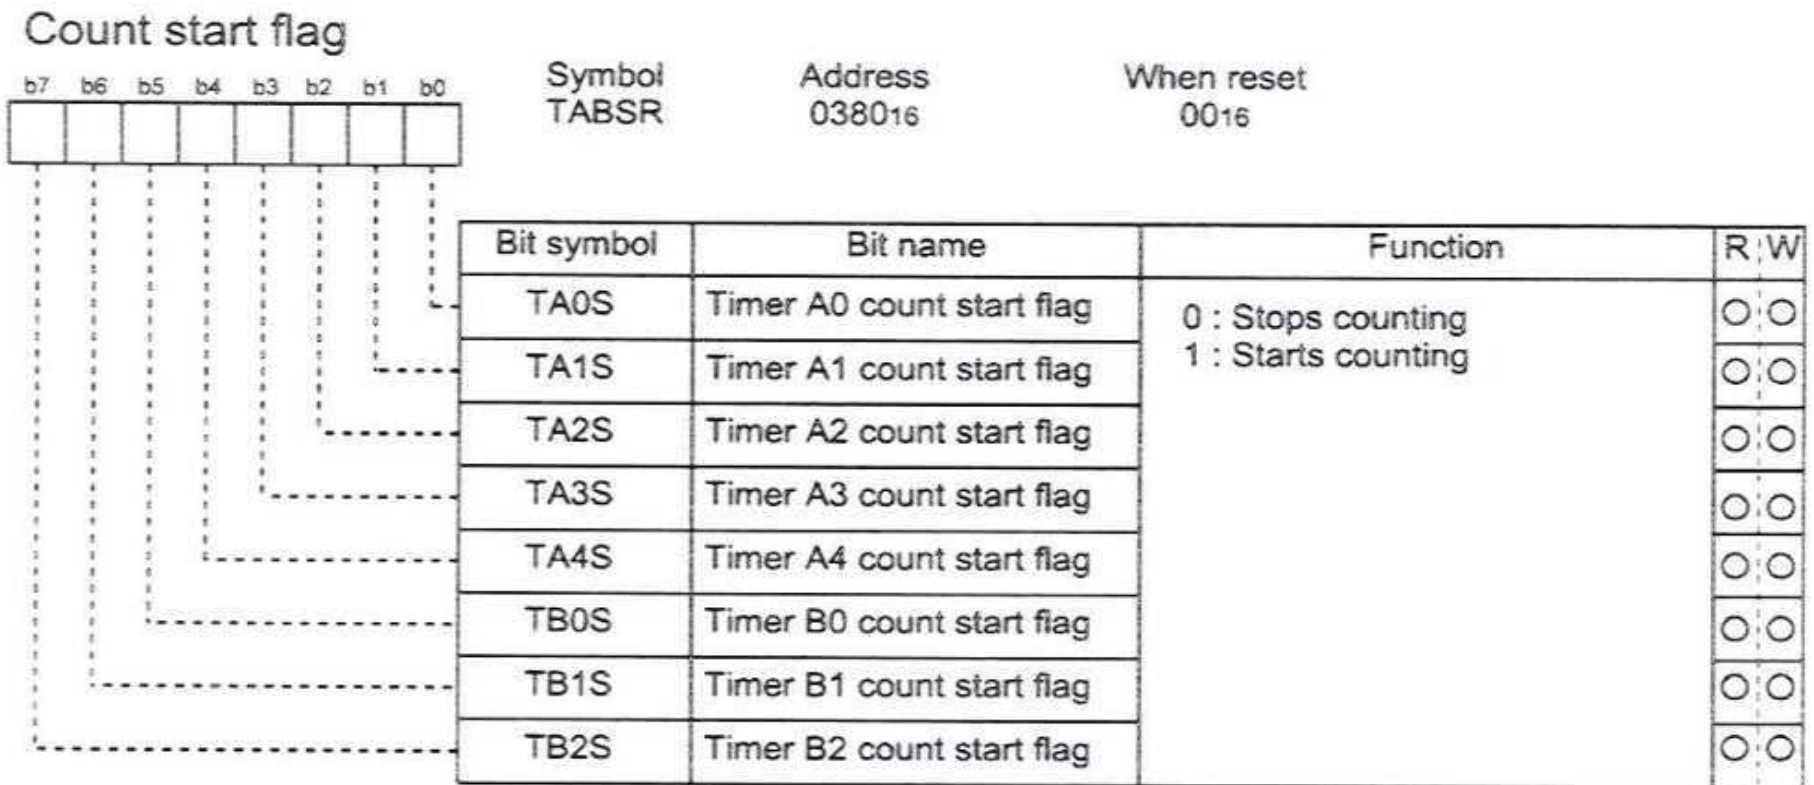 Count start flag
b7 b6 b5 b4 b3 b2 b1 b0
Symbol Address When reset
TABSR 038016 0016
Bit symbol Bit name Function R W
TA0S Timer A0 count start flag 0 : Stops counting
1 : Starts counting
TA1S Timer A1 count start flag
TA2S Timer A2 count start flag
TA3S Timer A3 count start flag
TA4S Timer A4 count start flag
TB0S Timer B0 count start flag
TB1S Timer B1 count start flag
TB2S Timer B2 count start flag